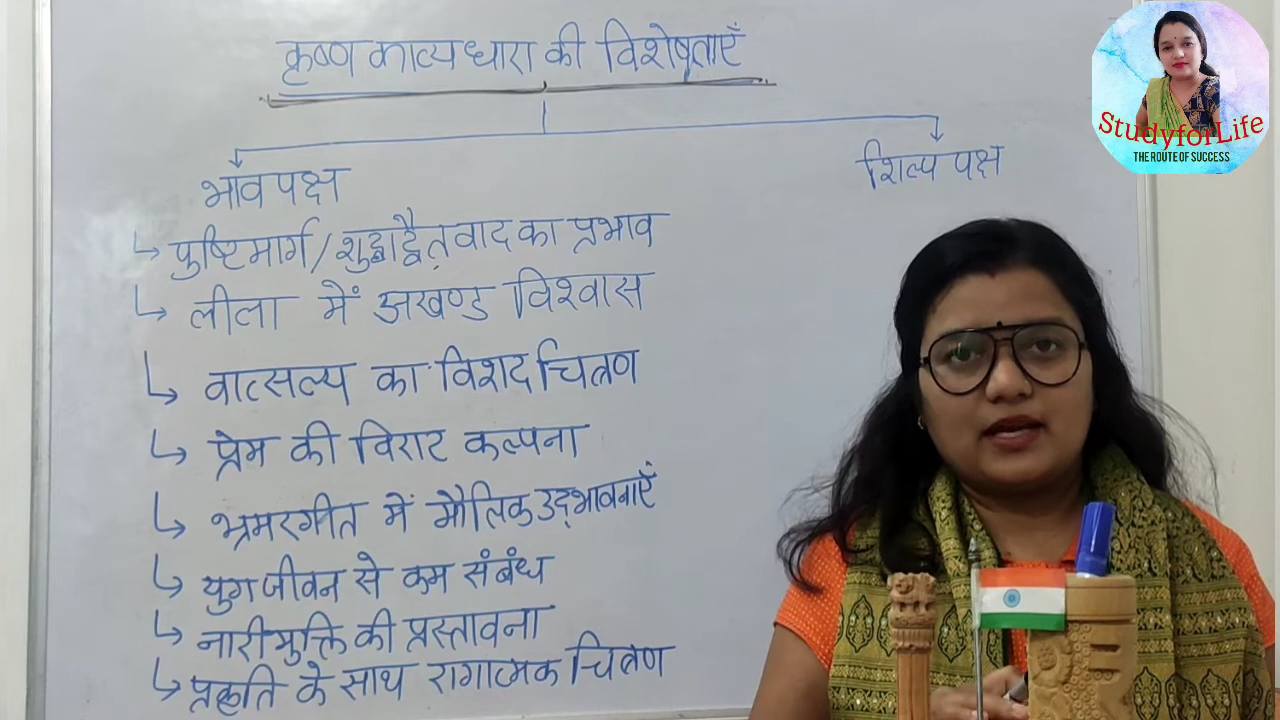 कृष्ण काव्यधारा की विशेषताएँ
भावपक्ष
शिल्प पक्ष
पुष्टिमार्ग/शुद्धाद्वैतवाद का प्रभाव
लीला में अखण्ड विश्वास
वात्सल्य का विशद चित्रण
प्रेम की विराट कल्पना
भ्रमरगीत में मौलिक उद्‌भावनाएँ
युगजीवन से कम संबंध
नारीमुक्ति की प्रस्तावना
प्रकृति के साथ रागात्मक चित्रण
StudyforLife
THE ROUTE OF SUCCESS